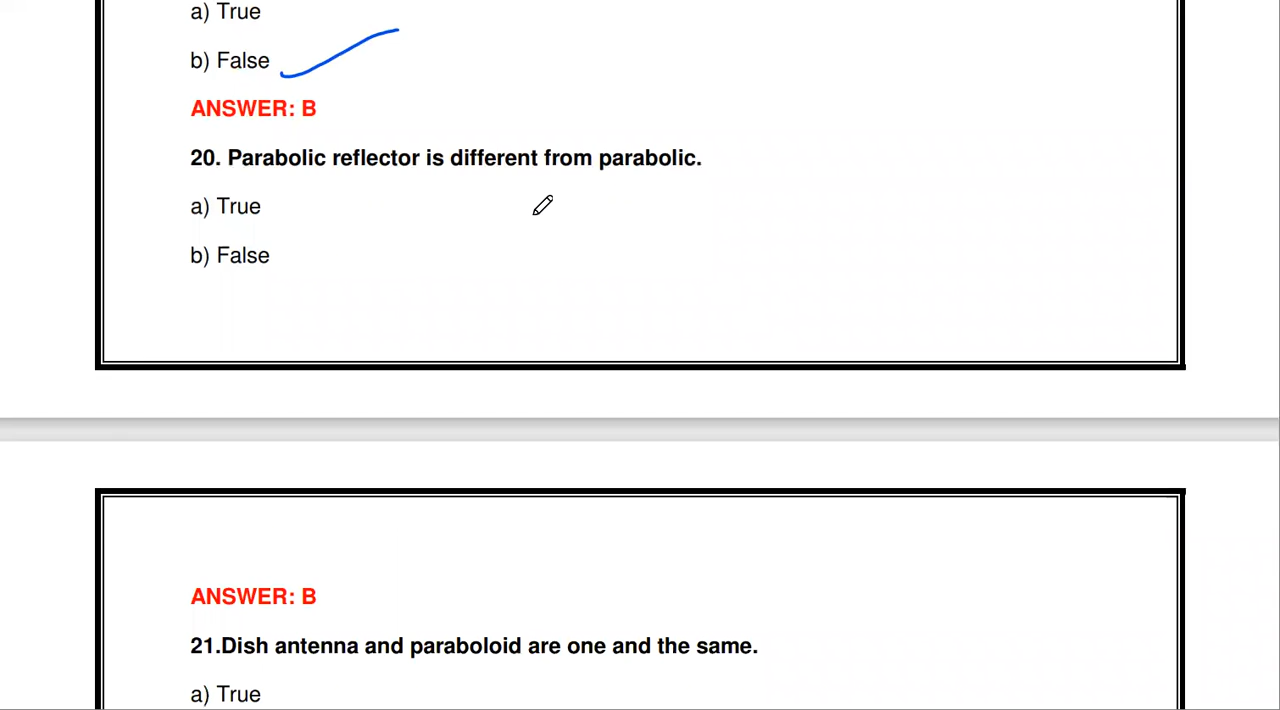 a) True
b) False
ANSWER: B
20. Parabolic reflector is different from parabolic.
a) True
b) False
ANSWER: B
21.Dish antenna and paraboloid are one and the same.
a) True